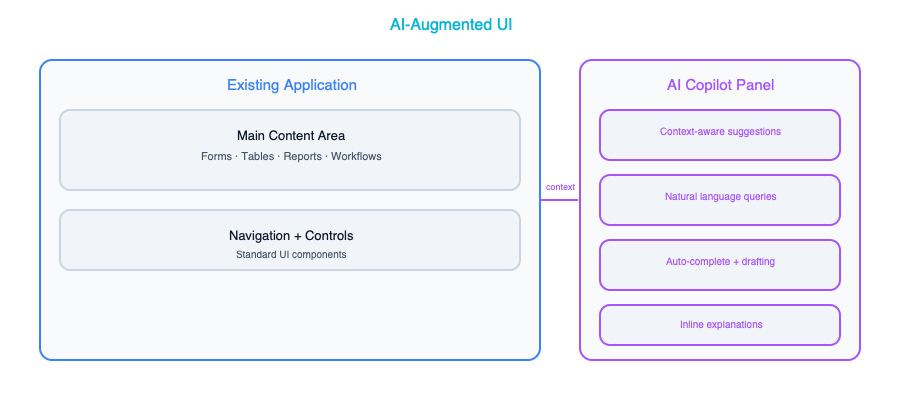 AI-Augmented UI
Existing Application
Main Content Area
Forms · Tables · Reports · Workflows
Navigation + Controls
Standard UI components
context
AI Copilot Panel
Context-aware suggestions
Natural language queries
Auto-complete + drafting
Inline explanations